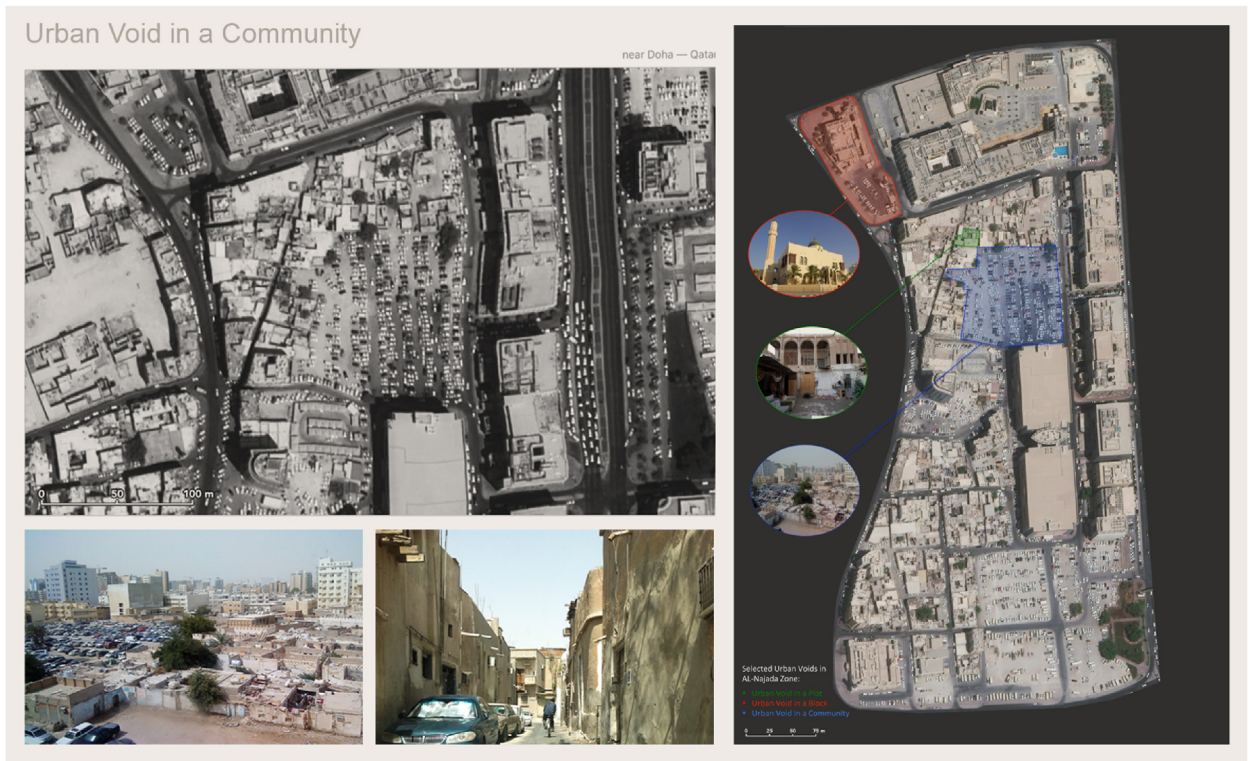 Urban Void in a Community
near Doha — Qatar
0 50 100 m
Selected Urban Voids in
AL-Najada Zone:
Urban Void in a Plot
Urban Void in a Block
Urban Void in a Community
0 25 50 75 m